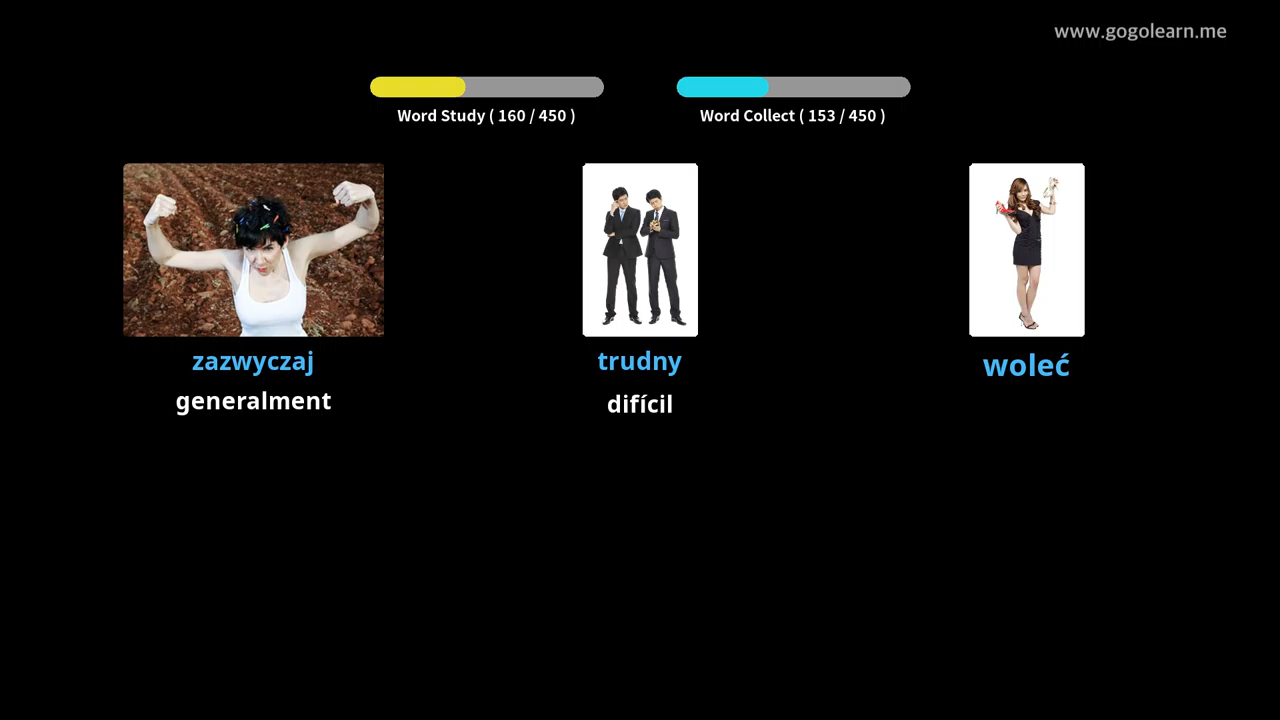 www.gogolearn.me
Word Study ( 160 / 450 )
Word Collect ( 153 / 450 )
zazwyczaj
trudny
woleć
generalment
difícil